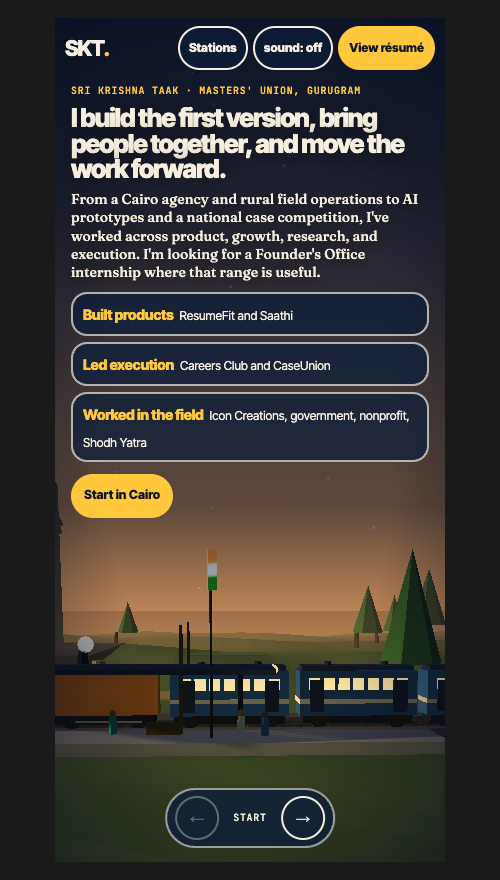 SKT.
Stations
sound: off
View résumé
SRI KRISHNA TAAK · MASTERS' UNION, GURUGRAM
I build the first version, bring
people together, and move the
work forward.
From a Cairo agency and rural field operations to AI
prototypes and a national case competition, I've
worked across product, growth, research, and
execution. I'm looking for a Founder's Office
internship where that range is useful.
Built products ResumeFit and Saathi
Led execution Careers Club and CaseUnion
Worked in the field Icon Creations, government, nonprofit,
Shodh Yatra
Start in Cairo
← START →